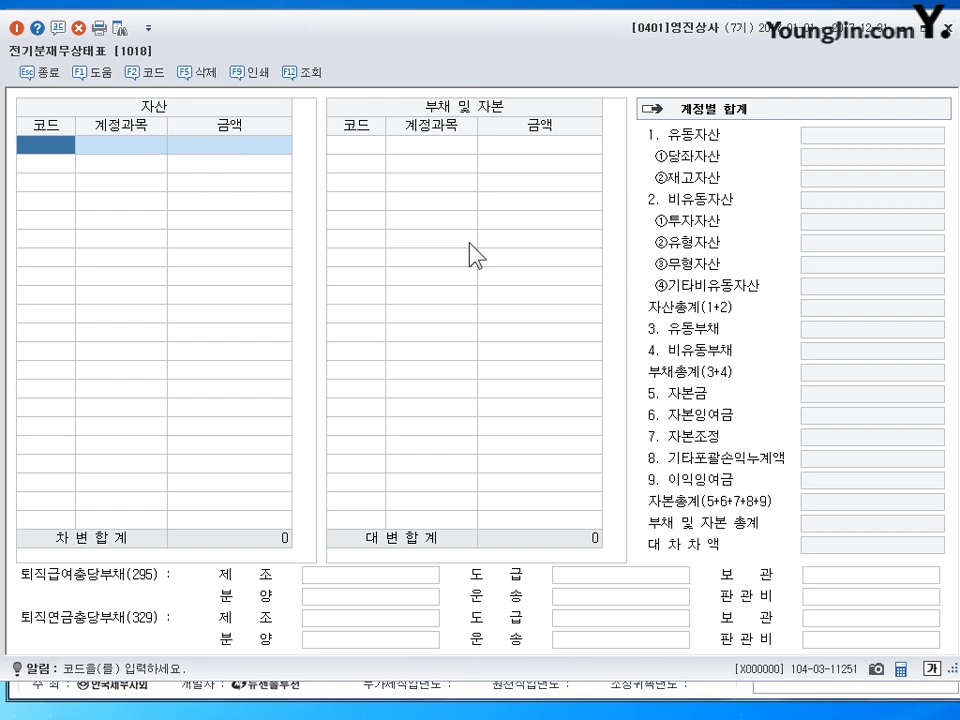 [0401]영진상사 (7기)
Youngjin.com Y.
전기분재무상태표 [1018]
Esc 종료 F1 도움 F2 코드 F5 삭제 F9 인쇄 F12 조회
자산
코드 계정과목 금액
차 변 합 계 0
부채 및 자본
코드 계정과목 금액
대 변 합 계 0
계정별 합계
1. 유동자산
①당좌자산
②재고자산
2. 비유동자산
①투자자산
②유형자산
③무형자산
④기타비유동자산
자산총계(1+2)
3. 유동부채
4. 비유동부채
부채총계(3+4)
5. 자본금
6. 자본잉여금
7. 자본조정
8. 기타포괄손익누계액
9. 이익잉여금
자본총계(5+6+7+8+9)
부채 및 자본 총계
대 차 차 액
퇴직급여충당부채(295) : 제 조 도 급 보 관
분 양 운 송 판 관 비
퇴직연금충당부채(329) : 제 조 도 급 보 관
분 양 운 송 판 관 비
알림 : 코드을(를) 입력하세요. [X000000] 104-03-11251 가